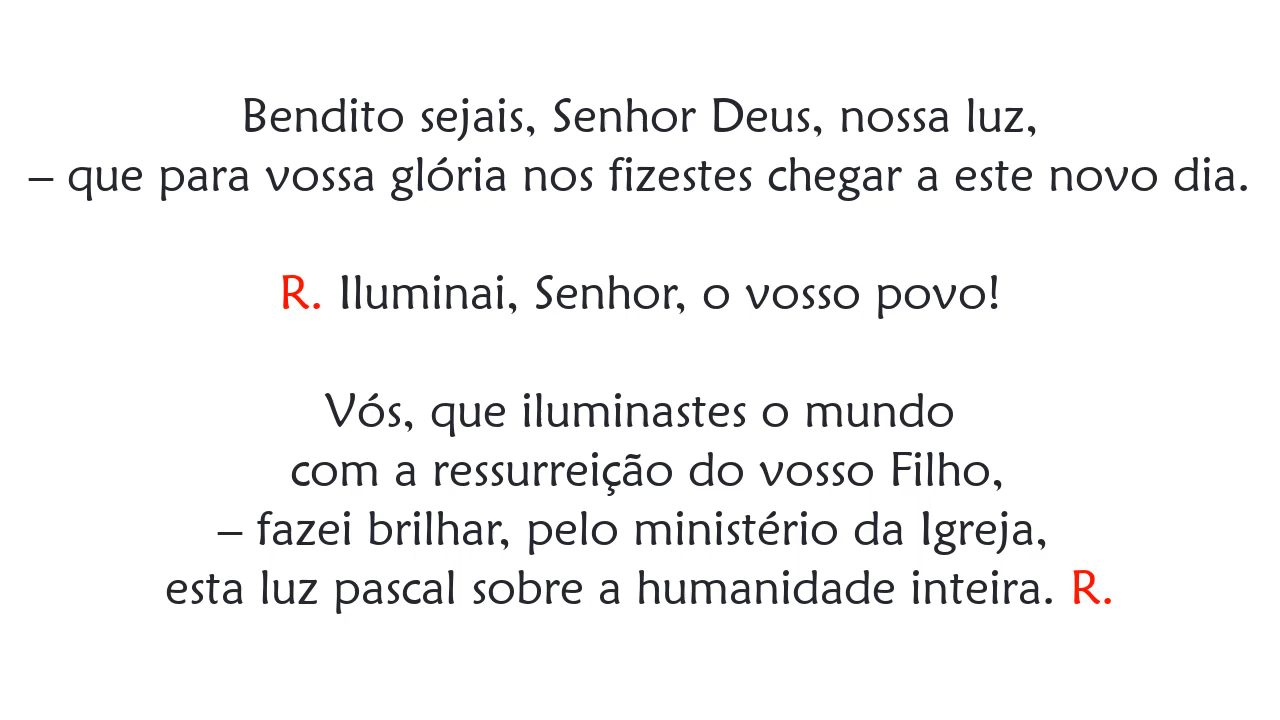 Bendito sejais, Senhor Deus, nossa luz,
– que para vossa glória nos fizestes chegar a este novo dia.
R. Iluminai, Senhor, o vosso povo!
Vós, que iluminastes o mundo
com a ressurreição do vosso Filho,
– fazei brilhar, pelo ministério da Igreja,
esta luz pascal sobre a humanidade inteira. R.